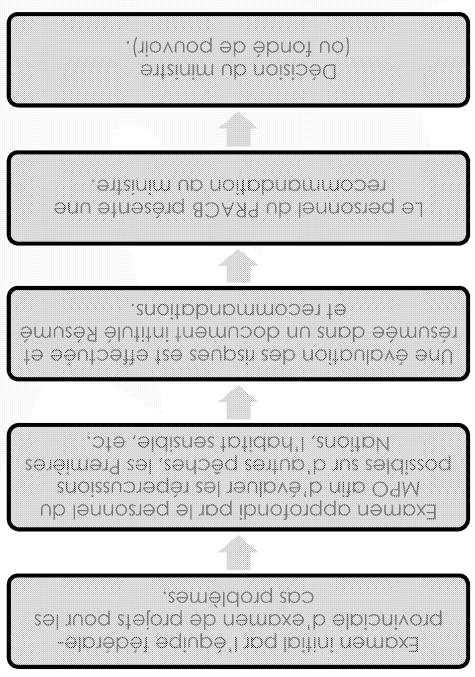 Examen initial par l'équipe fédérale-
provinciale d'examen de projets pour les
cas problèmes.
Examen approfondi par le personnel du
MPO afin d'évaluer les répercussions
possibles sur d'autres pêches, les Premières
Nations, l'habitat sensible, etc.
Une évaluation des risques est effectuée et
résumée dans un document intitulé Résumé
et recommandations.
Le personnel du PRACB présente une
recommandation au ministre.
Décision du ministre
(ou fondé de pouvoir).